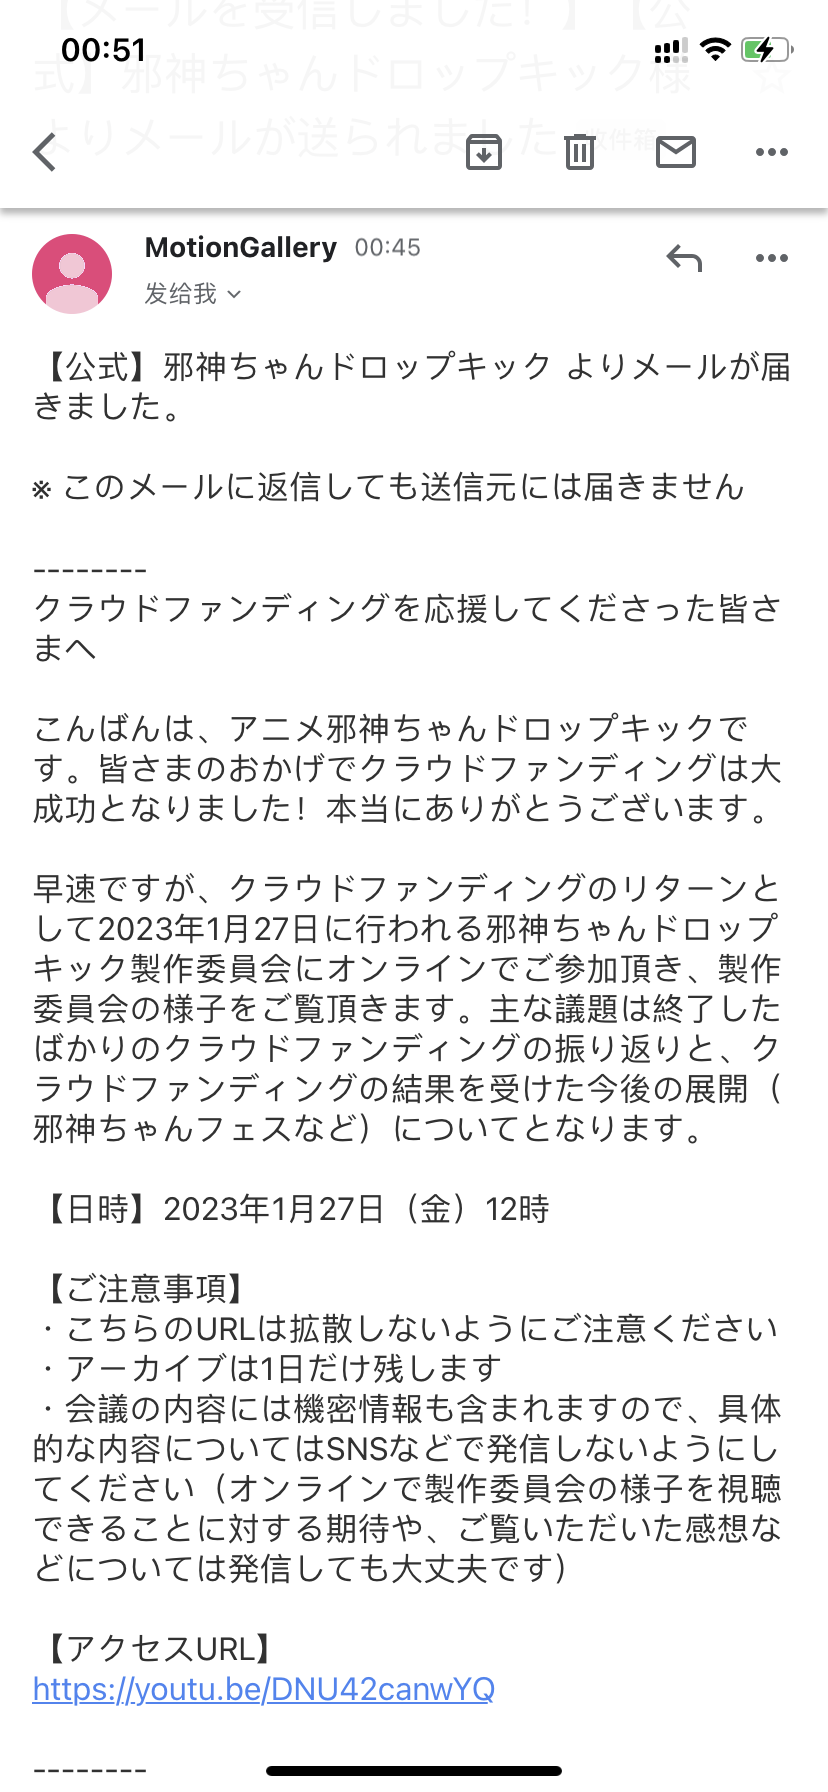 【メールを受信しました！】【公
00:51
式】邪神ちゃんドロップキック様
よりメールが送られました
收件箱
MotionGallery 00:45
发给我
【公式】邪神ちゃんドロップキック よりメールが届
きました。
※ このメールに返信しても送信元には届きません
--------
クラウドファンディングを応援してくださった皆さ
まへ
こんばんは、アニメ邪神ちゃんドロップキックで
す。皆さまのおかげでクラウドファンディングは大
成功となりました！本当にありがとうございます。
早速ですが、クラウドファンディングのリターンと
して2023年1月27日に行われる邪神ちゃんドロップ
キック製作委員会にオンラインでご参加頂き、製作
委員会の様子をご覧頂きます。主な議題は終了した
ばかりのクラウドファンディングの振り返りと、ク
ラウドファンディングの結果を受けた今後の展開（
邪神ちゃんフェスなど）についてとなります。
【日時】2023年1月27日（金）12時
【ご注意事項】
・こちらのURLは拡散しないようにご注意ください
・アーカイブは1日だけ残します
・会議の内容には機密情報も含まれますので、具体
的な内容についてはSNSなどで発信しないようにし
てください（オンラインで製作委員会の様子を視聴
できることに対する期待や、ご覧いただいた感想な
どについては発信しても大丈夫です）
【アクセスURL】
https://youtu.be/DNU42canwYQ
--------